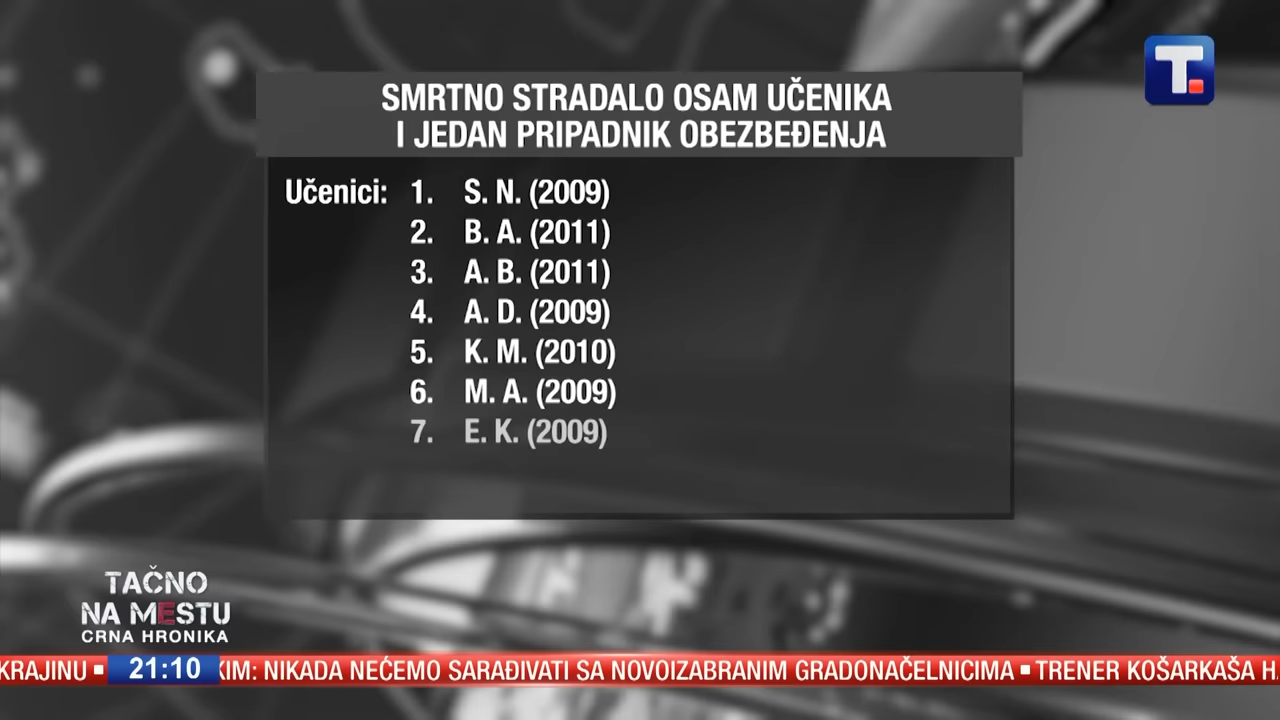 SMRTNO STRADALO OSAM UČENIKA
I JEDAN PRIPADNIK OBEZBEĐENJA
T.
Učenici: 1. S. N. (2009)
2. B. A. (2011)
3. A. B. (2011)
4. A. D. (2009)
5. K. M. (2010)
6. M. A. (2009)
7. E. K. (2009)
TAČNO
NA MESTU
CRNA HRONIKA
KRAJINU ▪ 21:10 KIM: NIKADA NEĆEMO SARAĐIVATI SA NOVOIZABRANIM GRADONAČELNICIMA ▪ TRENER KOŠARKAŠA